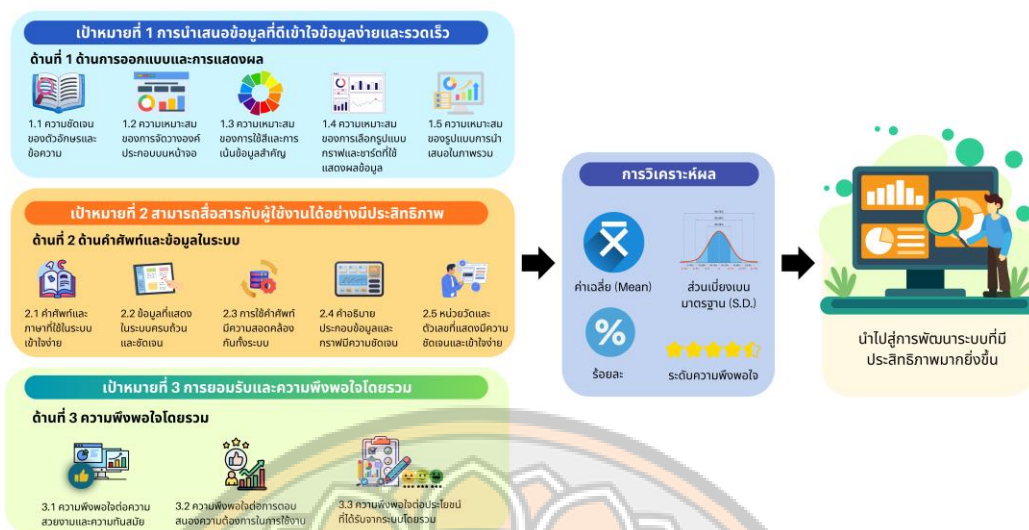 เป้าหมายที่ 1 การนำเสนอข้อมูลที่ดีเข้าใจข้อมูลง่ายและรวดเร็ว
ด้านที่ 1 ด้านการออกแบบและการแสดงผล
1.1 ความชัดเจน
ของตัวอักษรและ
ข้อความ
1.2 ความเหมาะสม
ของการจัดวางองค์
ประกอบบนหน้าจอ
1.3 ความเหมาะสม
ของการใช้สีและการ
เน้นข้อมูลสำคัญ
1.4 ความเหมาะสม
ของการเลือกรูปแบบ
กราฟและชาร์ตที่ใช้
แสดงผลข้อมูล
1.5 ความเหมาะสม
ของรูปแบบการนำ
เสนอในภาพรวม
เป้าหมายที่ 2 สามารถสื่อสารกับผู้ใช้งานได้อย่างมีประสิทธิภาพ
ด้านที่ 2 ด้านคำศัพท์และข้อมูลในระบบ
2.1 คำศัพท์และ
ภาษาที่ใช้ในระบบ
เข้าใจง่าย
2.2 ข้อมูลที่แสดง
ในระบบครบถ้วน
และชัดเจน
2.3 การใช้คำศัพท์
มีความสอดคล้อง
กันทั้งระบบ
2.4 คำอธิบาย
ประกอบข้อมูลและ
กราฟมีความชัดเจน
2.5 หน่วยวัดและ
ตัวเลขที่แสดงมีความ
ชัดเจนและเข้าใจง่าย
เป้าหมายที่ 3 การยอมรับและความพึงพอใจโดยรวม
ด้านที่ 3 ความพึงพอใจโดยรวม
3.1 ความพึงพอใจต่อความ
สวยงามและความทันสมัย
3.2 ความพึงพอใจต่อการตอบ
สนองความต้องการในการใช้งาน
3.3 ความพึงพอใจต่อประโยชน์
ที่ได้รับจากระบบโดยรวม
การวิเคราะห์ผล
x̄
ค่าเฉลี่ย (Mean)
ส่วนเบี่ยงเบน
มาตรฐาน (S.D.)
%
ร้อยละ
ระดับความพึงพอใจ
นำไปสู่การพัฒนาระบบที่มี
ประสิทธิภาพมากยิ่งขึ้น